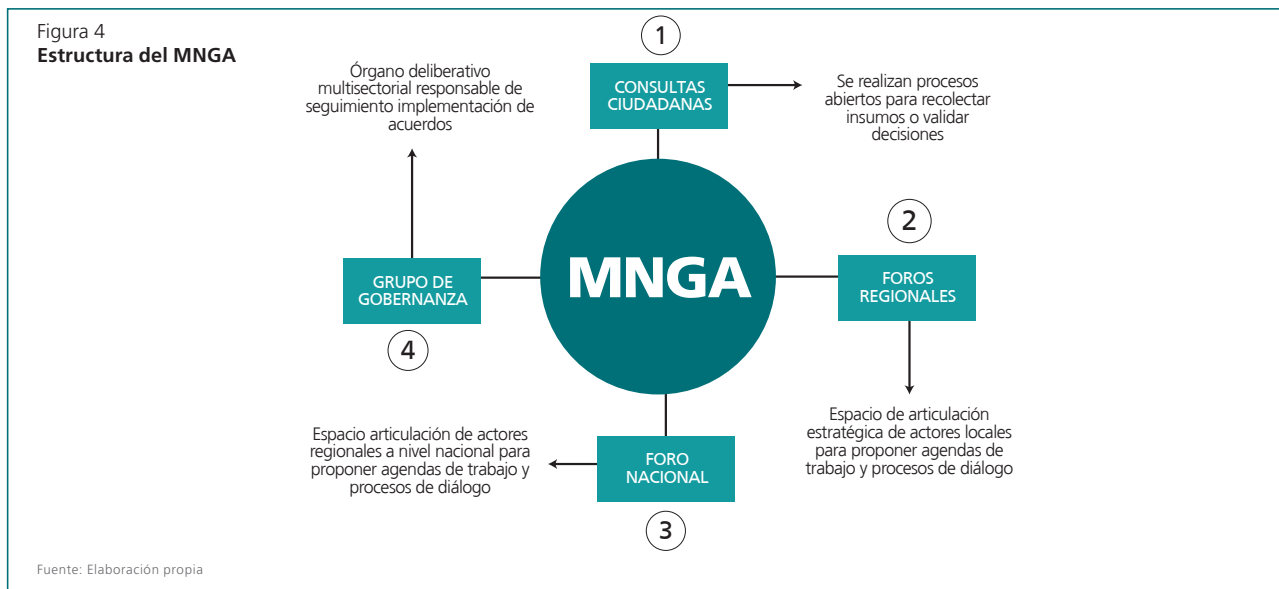 Figura 4
Estructura del MNGA
1
CONSULTAS
CIUDADANAS
Se realizan procesos
abiertos para recolectar
insumos o validar
decisiones
Órgano deliberativo
multisectorial responsable de
seguimiento implementación de
acuerdos
MNGA
2
FOROS
REGIONALES
Espacio de articulación
estratégica de actores locales
para proponer agendas de
trabajo y procesos de diálogo
GRUPO DE
GOBERNANZA
4
Espacio articulación de actores
regionales a nivel nacional para
proponer agendas de trabajo y
procesos de diálogo
FORO
NACIONAL
3
Fuente: Elaboración propia